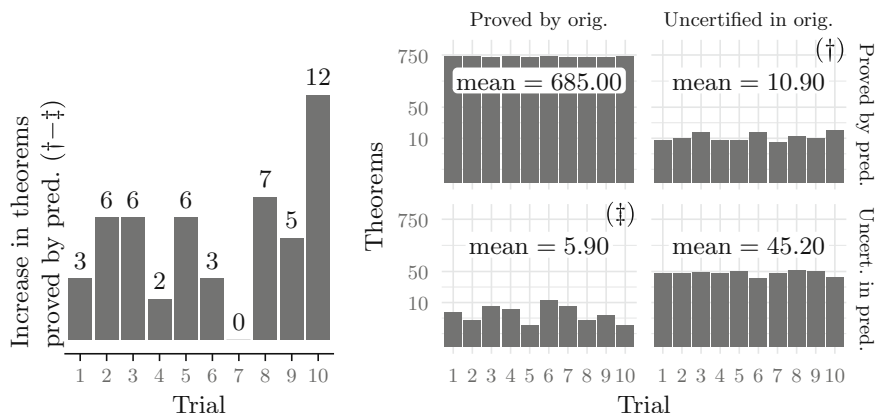 Increase in theorems
proved by pred. (†−‡)
3
6
6
2
6
3
0
7
5
12
1 2 3 4 5 6 7 8 9 10
Trial
Proved by orig.
Uncertified in orig.
Theorems
750
50
10
mean = 685.00
(†)
mean = 10.90
Proved by pred.
750
50
10
(‡)
mean = 5.90
mean = 45.20
Uncert. in pred.
1 2 3 4 5 6 7 8 9 10
1 2 3 4 5 6 7 8 9 10
Trial
Trial